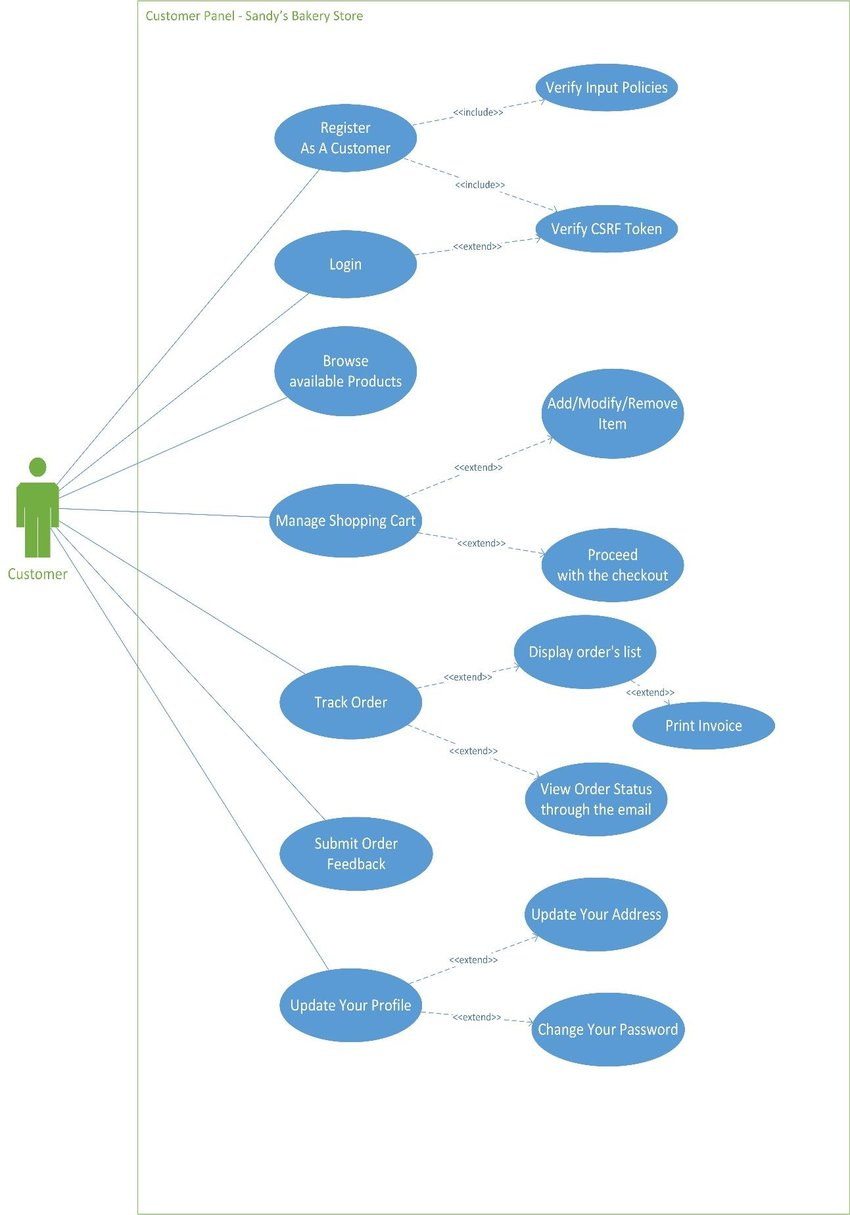 Customer Panel - Sandy's Bakery Store
Verify Input Policies
<<include>>
Register
As A Customer
<<include>>
Verify CSRF Token
<<extend>>
Login
Browse
available Products
Add/Modify/Remove
Item
<<extend>>
Manage Shopping Cart
<<extend>>
Proceed
with the checkout
Customer
Display order's list
<<extend>>
<<extend>>
Track Order
Print Invoice
<<extend>>
View Order Status
through the email
Submit Order
Feedback
Update Your Address
<<extend>>
Update Your Profile
<<extend>>
Change Your Password